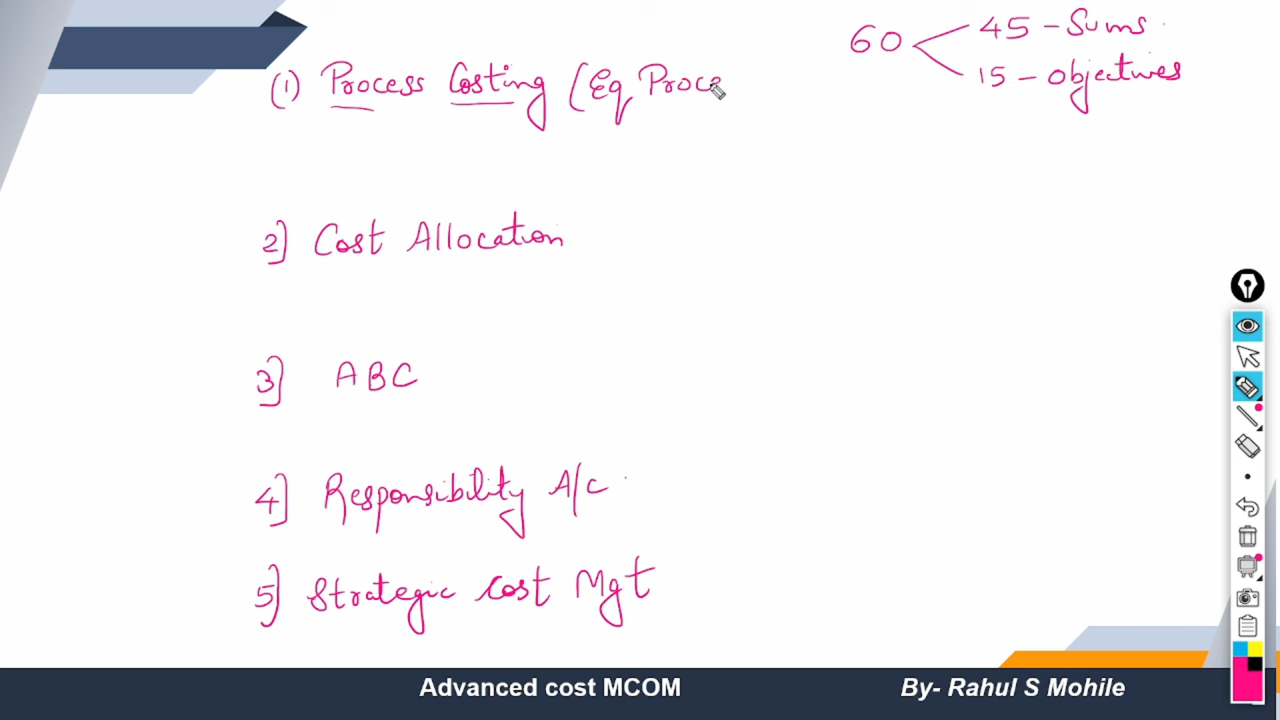 60 45 - Sums
15 - Objectives
(1) Process Costing (Eq Proce
2] Cost Allocation
3] ABC
4] Responsibility A/c
5] Strategic Cost Mgt
Advanced cost MCOM By- Rahul S Mohile